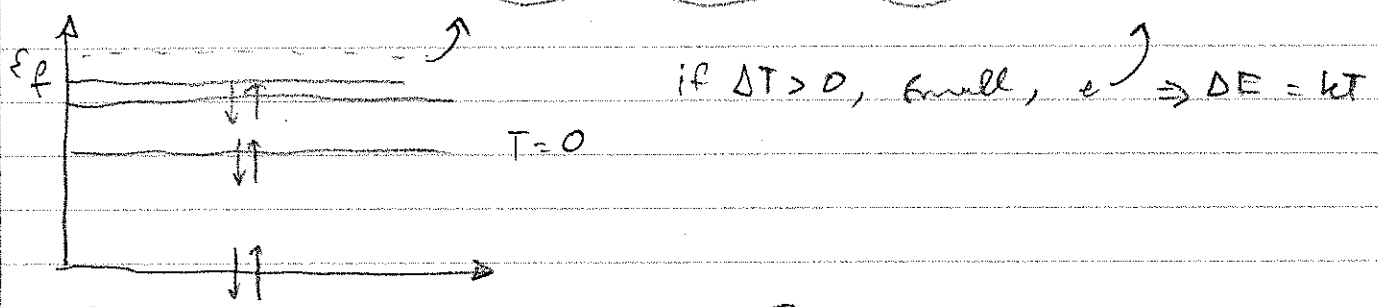 εf
↓↑
if ΔT > 0, small, e⁻ ⤴ ⇒ ΔE = kT
↓↑
T = 0
↓↑